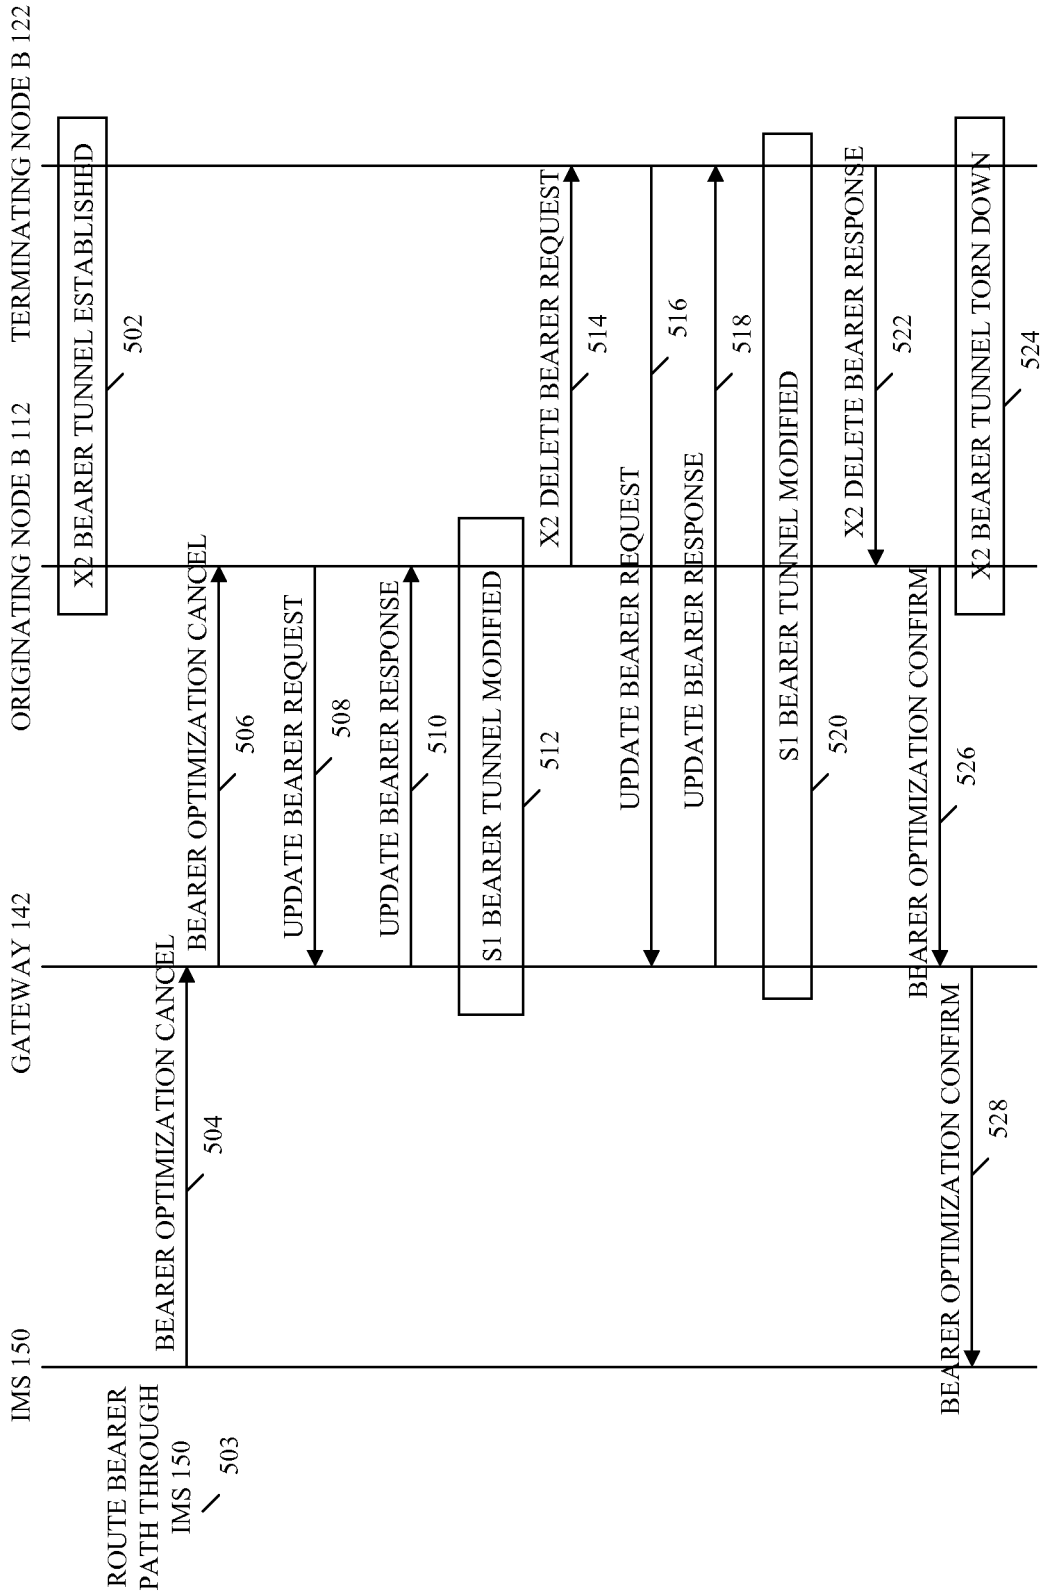 IMS 150
GATEWAY 142
ORIGINATING NODE B 112
TERMINATING NODE B 122
X2 BEARER TUNNEL ESTABLISHED
502
ROUTE BEARER
PATH THROUGH
IMS 150
503
BEARER OPTIMIZATION CANCEL
504
BEARER OPTIMIZATION CANCEL
506
UPDATE BEARER REQUEST
508
UPDATE BEARER RESPONSE
510
S1 BEARER TUNNEL MODIFIED
512
X2 DELETE BEARER REQUEST
514
UPDATE BEARER REQUEST
516
UPDATE BEARER RESPONSE
518
S1 BEARER TUNNEL MODIFIED
520
X2 DELETE BEARER RESPONSE
522
BEARER OPTIMIZATION CONFIRM
526
X2 BEARER TUNNEL TORN DOWN
524
BEARER OPTIMIZATION CONFIRM
528